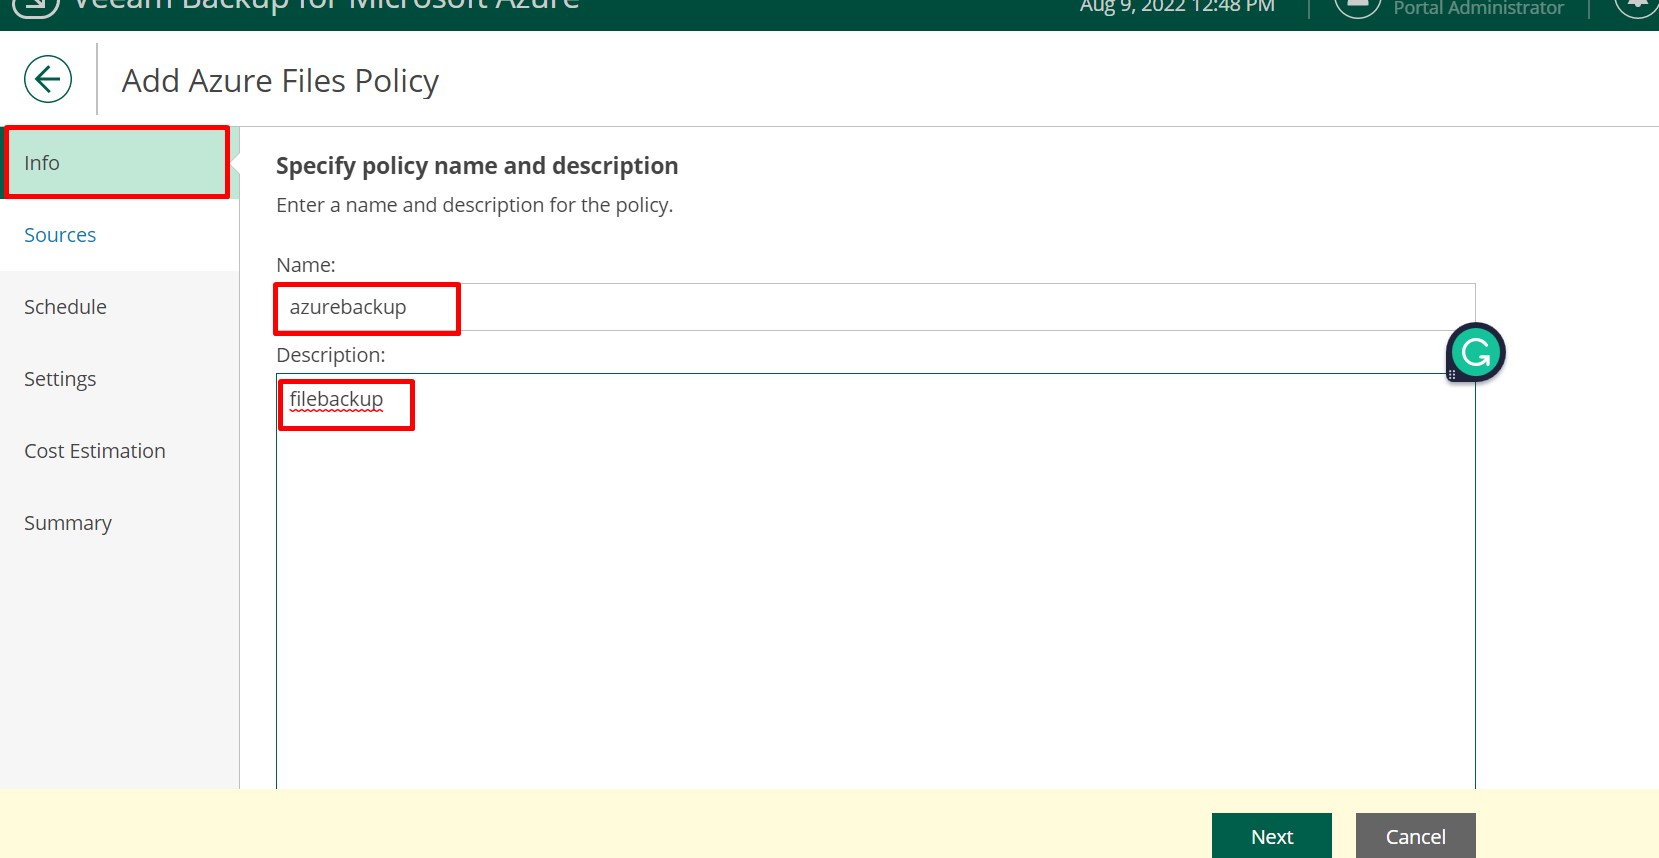 Veeam Backup for Microsoft Azure
Aug 9, 2022 12:48 PM
Portal Administrator
Add Azure Files Policy
Info
Sources
Schedule
Settings
Cost Estimation
Summary
Specify policy name and description
Enter a name and description for the policy.
Name:
azurebackup
Description:
filebackup
Next
Cancel